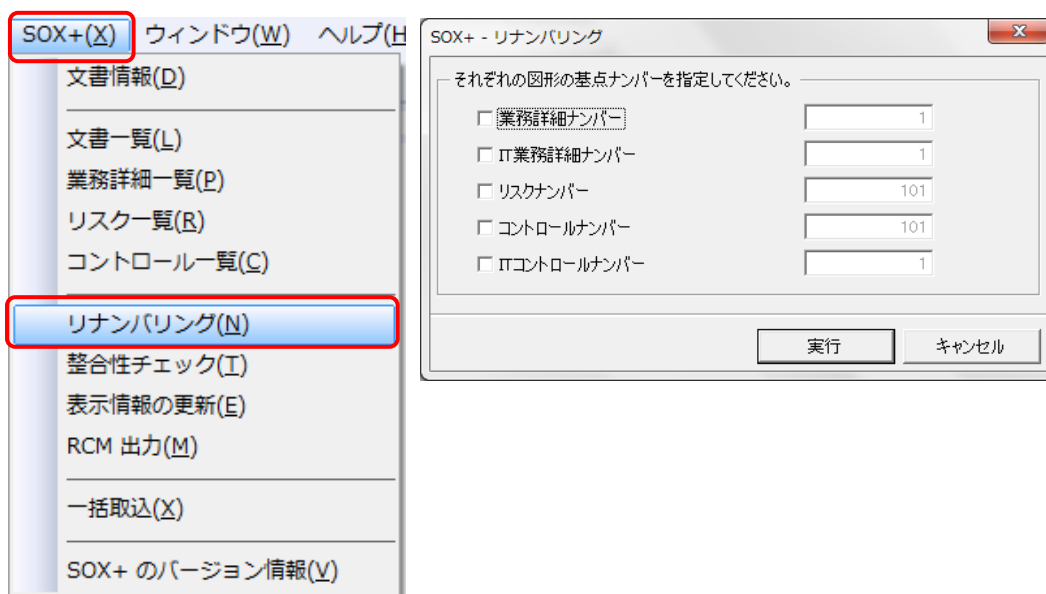 SOX+(X) ウィンドウ(W) ヘルプ(H
文書情報(D)
文書一覧(L)
業務詳細一覧(P)
リスク一覧(R)
コントロール一覧(C)
リナンバリング(N)
整合性チェック(T)
表示情報の更新(E)
RCM 出力(M)
一括取込(X)
SOX+ のバージョン情報(V)
SOX+ - リナンバリング
それぞれの図形の基点ナンバーを指定してください。
業務詳細ナンバー 1
IT業務詳細ナンバー 1
リスクナンバー 101
コントロールナンバー 101
ITコントロールナンバー 1
実行 キャンセル